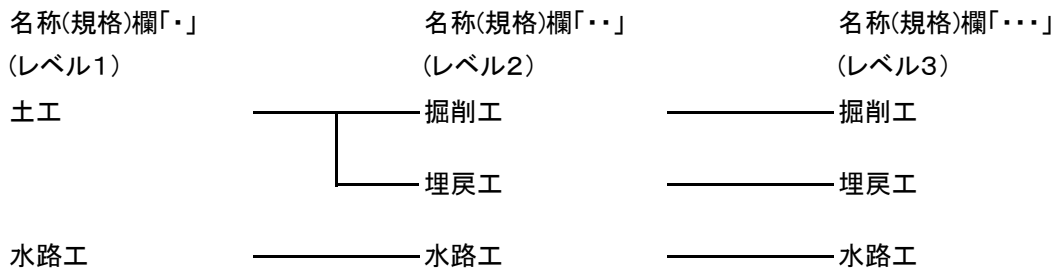 名称(規格)欄「・」 名称(規格)欄「・・」 名称(規格)欄「・・・」
(レベル１) (レベル２) (レベル３)
土工 掘削工 掘削工
埋戻工 埋戻工
水路工 水路工 水路工